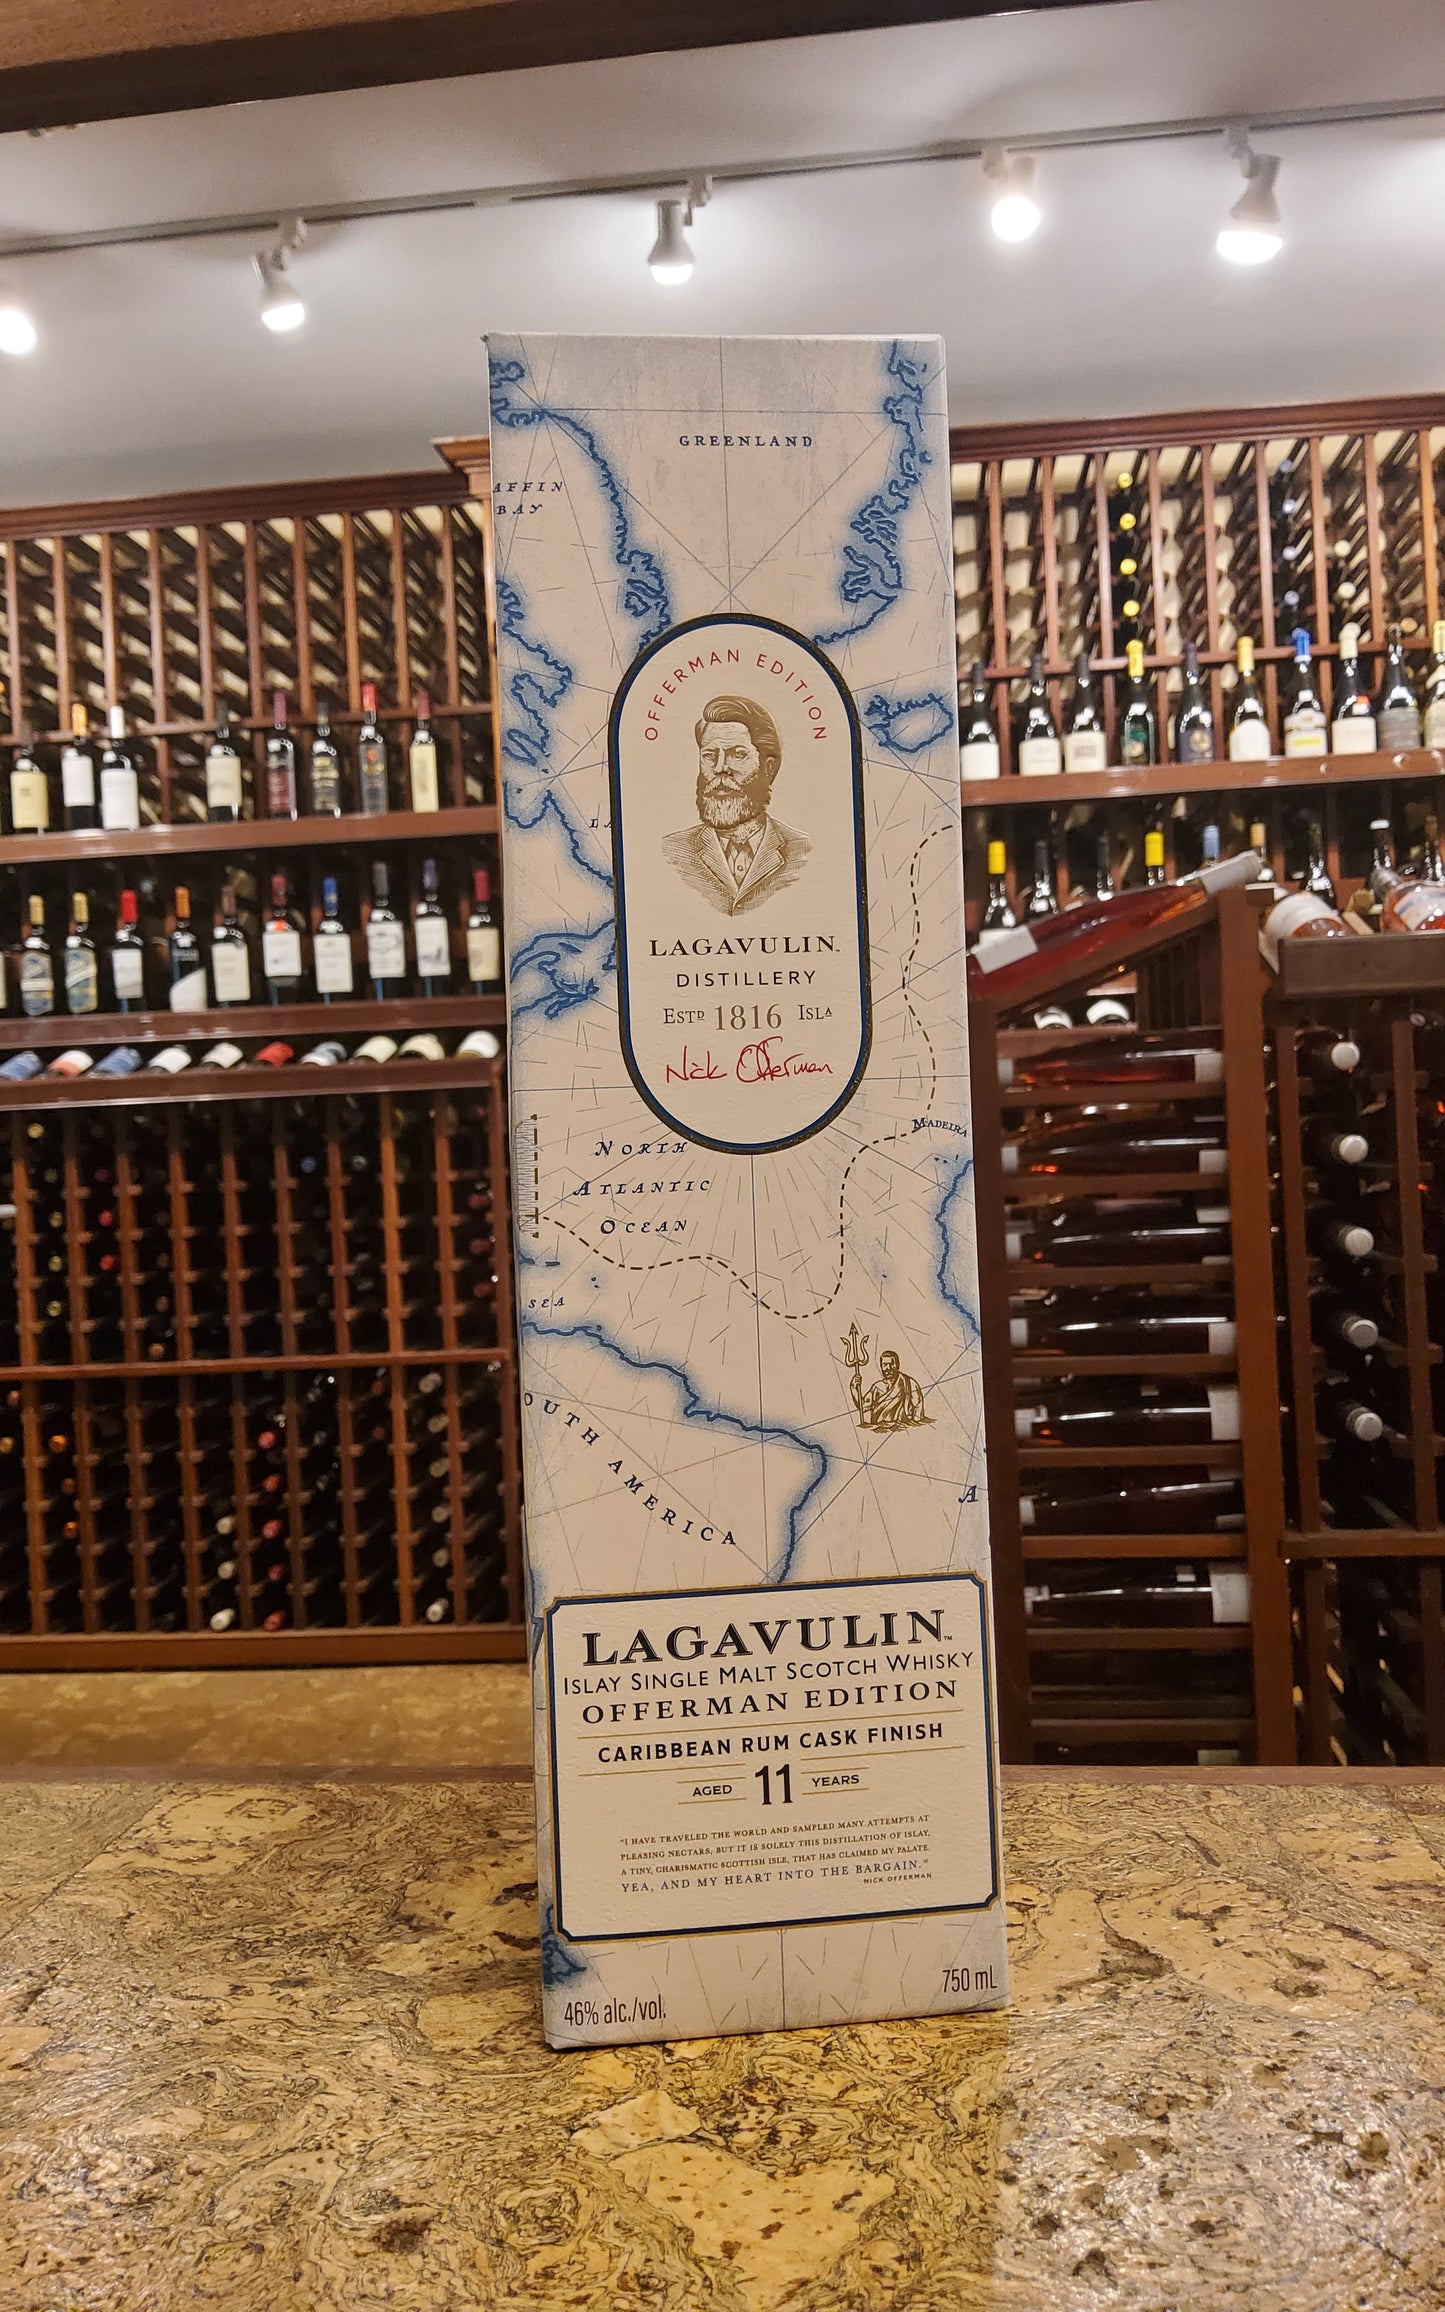 GREENLAND
AFFIN
BAY
OFFERMAN EDITION
LAGAVULIN™
DISTILLERY
ESTD 1816 ISLA
Nick Offerman
MADEIRA
NORTH
ATLANTIC
OCEAN
SEA
OUTH AMERICA
A
LAGAVULIN™
ISLAY SINGLE MALT SCOTCH WHISKY
OFFERMAN EDITION
CARIBBEAN RUM CASK FINISH
AGED 11 YEARS
"I HAVE TRAVELED THE WORLD AND SAMPLED MANY ATTEMPTS AT
PLEASING NECTARS, BUT IT IS SOLELY THIS DISTILLATION OF ISLAY,
A TINY, CHARISMATIC SCOTTISH ISLE, THAT HAS CLAIMED MY PALATE.
YEA, AND MY HEART INTO THE BARGAIN."
NICK OFFERMAN
46% alc./vol.
750 mL